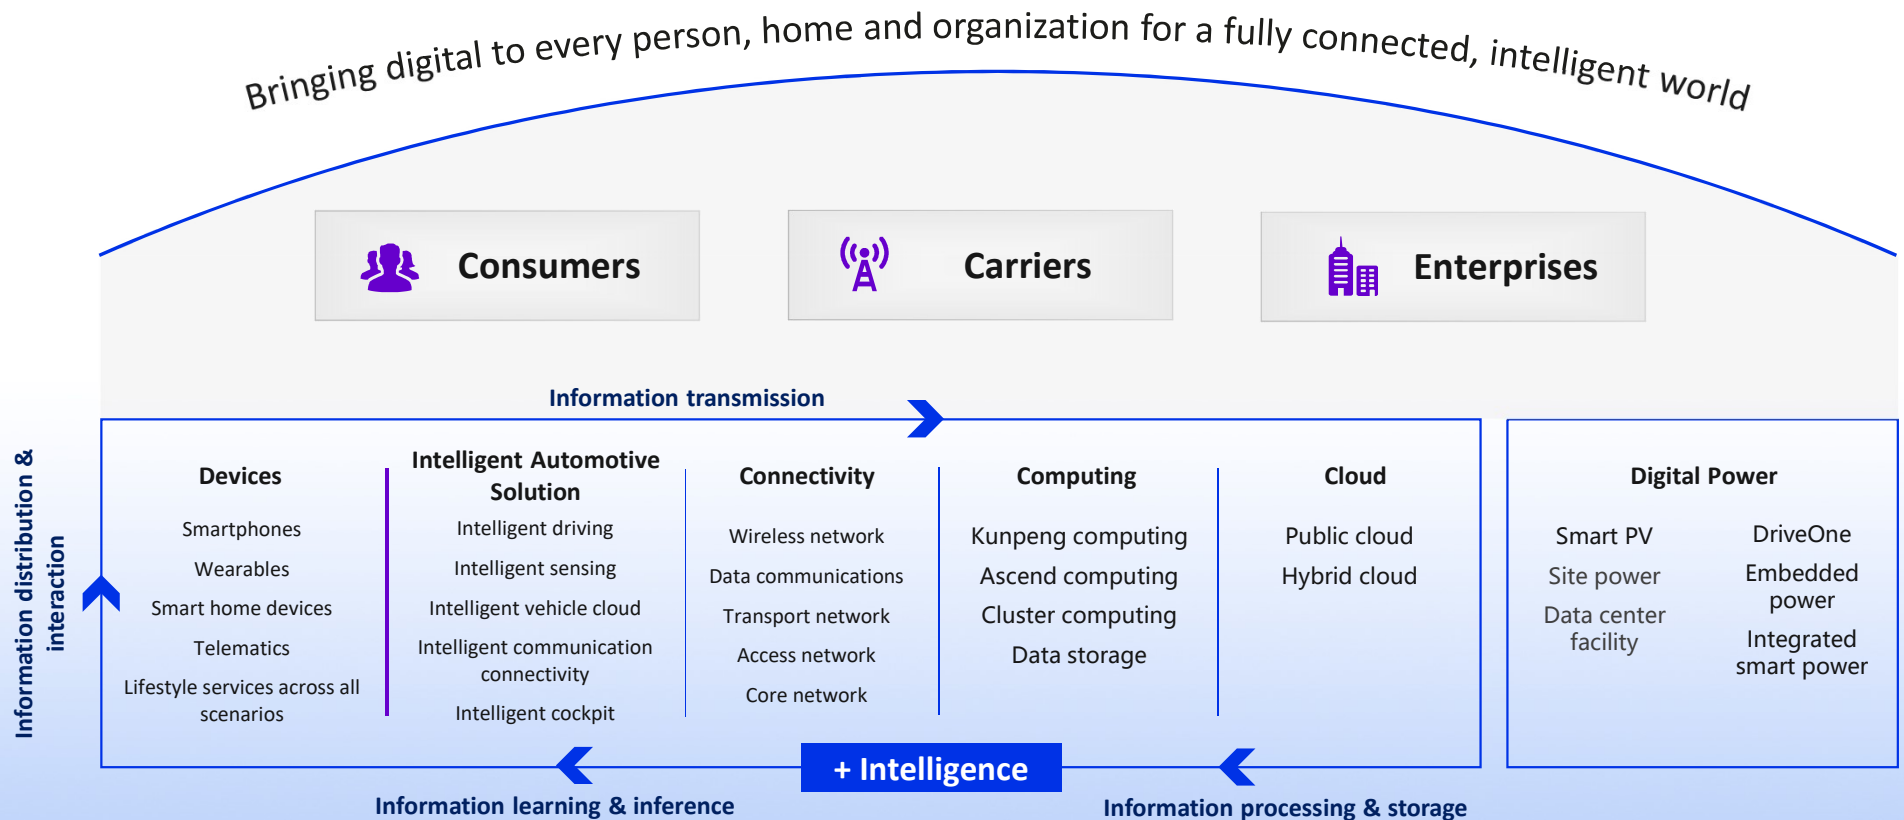 Bringing digital to every person, home and organization for a fully connected, intelligent world
Consumers
Carriers
Enterprises
Information transmission
Information distribution &
interaction
Devices
Smartphones
Wearables
Smart home devices
Telematics
Lifestyle services across all
scenarios
Intelligent Automotive
Solution
Intelligent driving
Intelligent sensing
Intelligent vehicle cloud
Intelligent communication
connectivity
Intelligent cockpit
Connectivity
Wireless network
Data communications
Transport network
Access network
Core network
Computing
Kunpeng computing
Ascend computing
Cluster computing
Data storage
Cloud
Public cloud
Hybrid cloud
Digital Power
Smart PV
Site power
Data center
facility
DriveOne
Embedded
power
Integrated
smart power
+ Intelligence
Information learning & inference
Information processing & storage